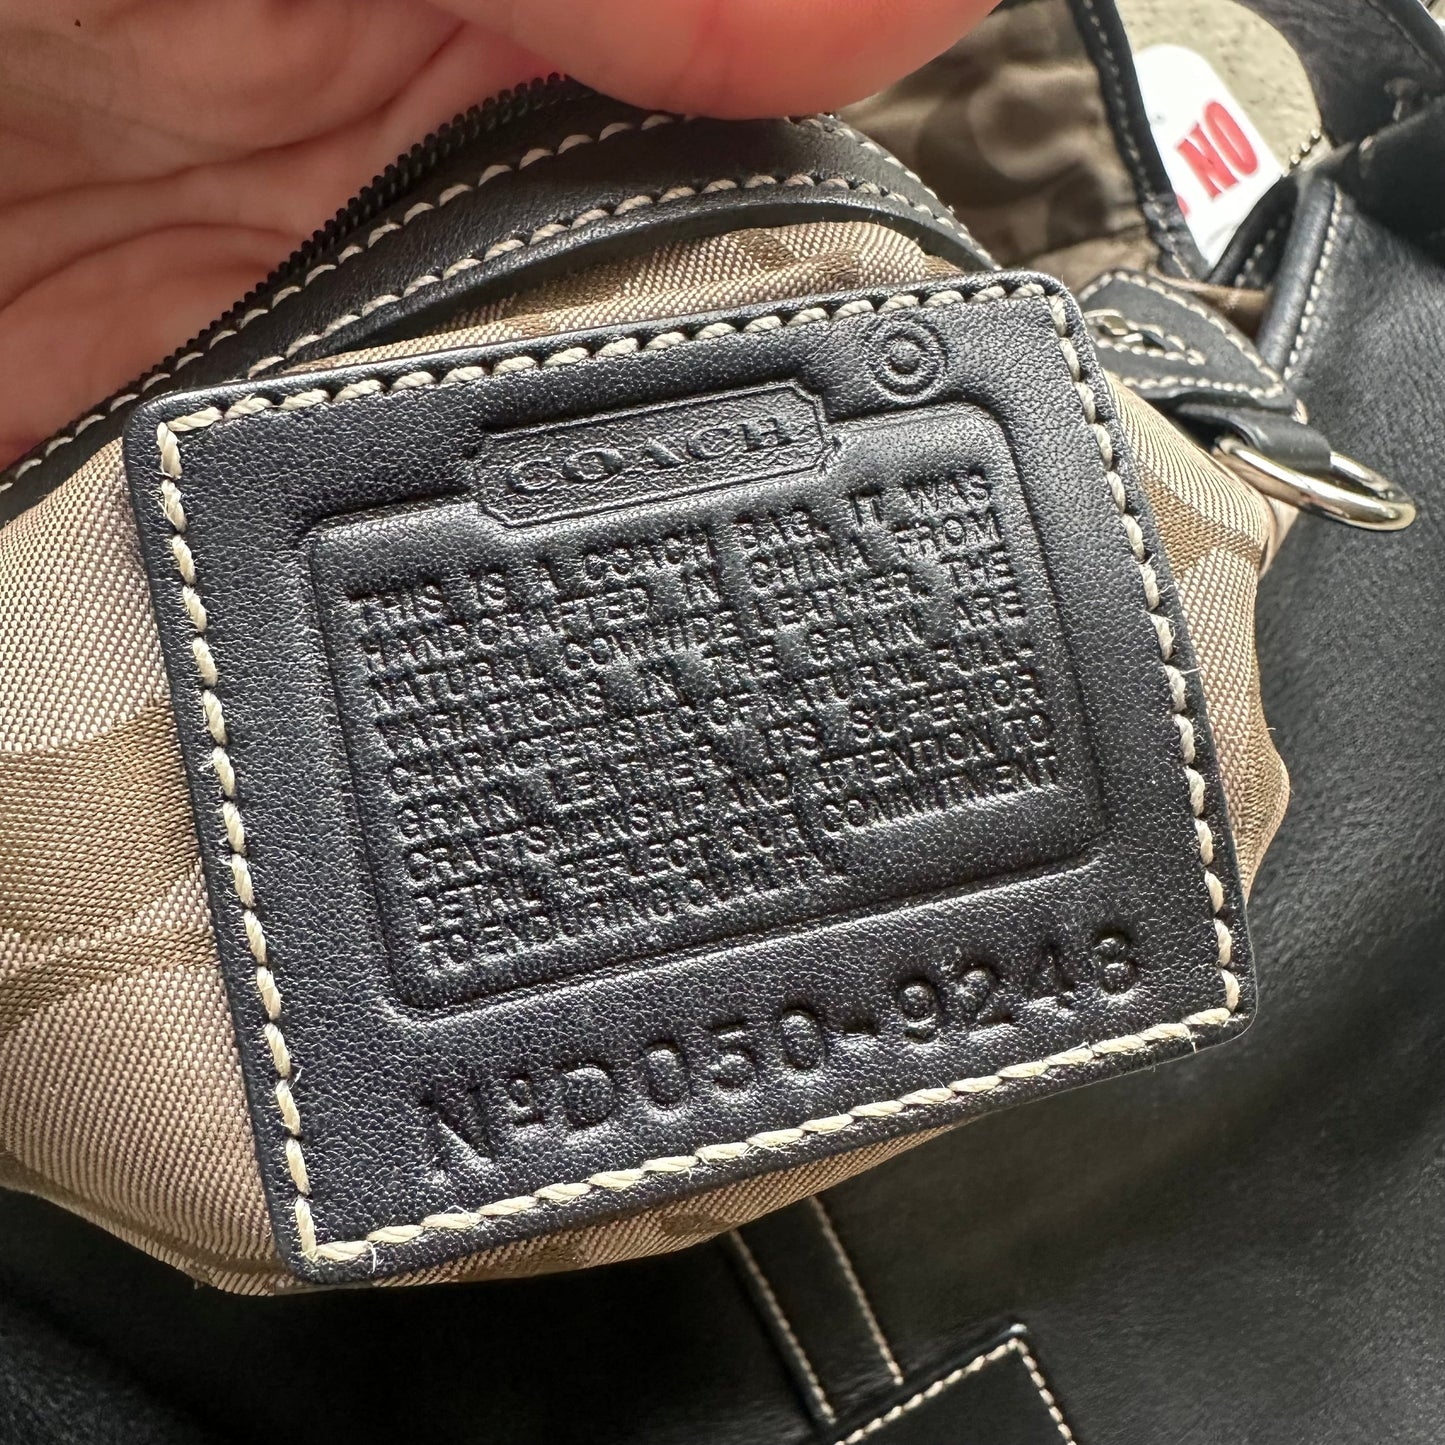 COACH
THIS IS A COACH BAG. IT WAS
HANDCRAFTED IN CHINA FROM
NATURAL COWHIDE LEATHER. THE
VARIATIONS IN THE GRAIN ARE
CHARACTERISTIC OF NATURAL FULL-
GRAIN LEATHER. ITS SUPERIOR
CRAFTSMANSHIP AND ATTENTION TO
DETAIL REFLECT OUR COMMITMENT
TO ENDURING QUALITY.
Nº D050-9248
NO